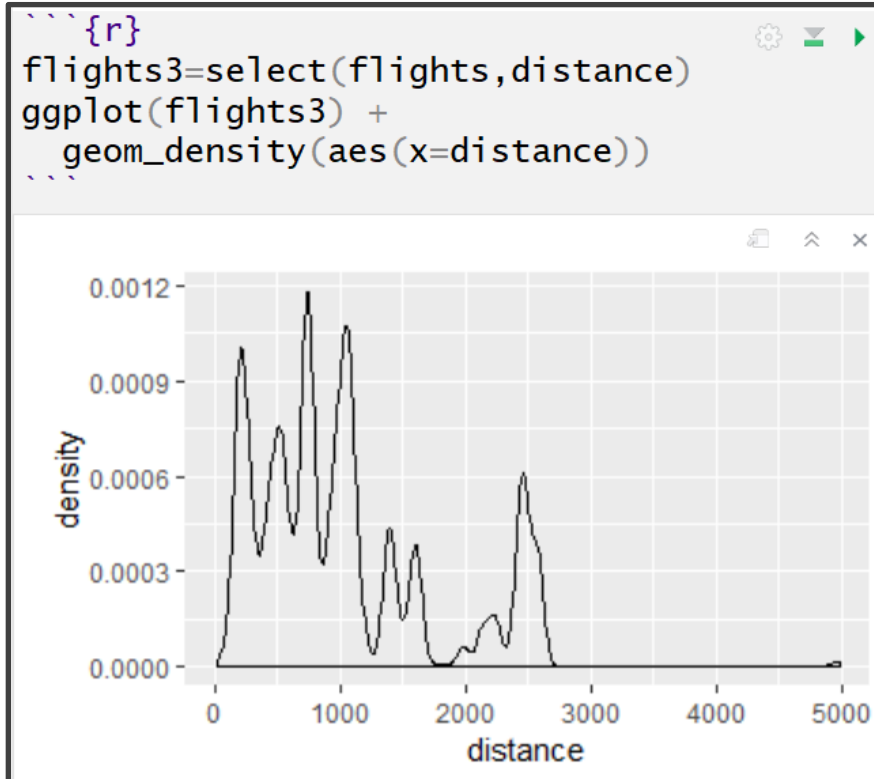 ```{r}
flights3=select(flights,distance)
ggplot(flights3) +
  geom_density(aes(x=distance))
```
0.0012
0.0009
0.0006
0.0003
0.0000
density
0 1000 2000 3000 4000 5000
distance